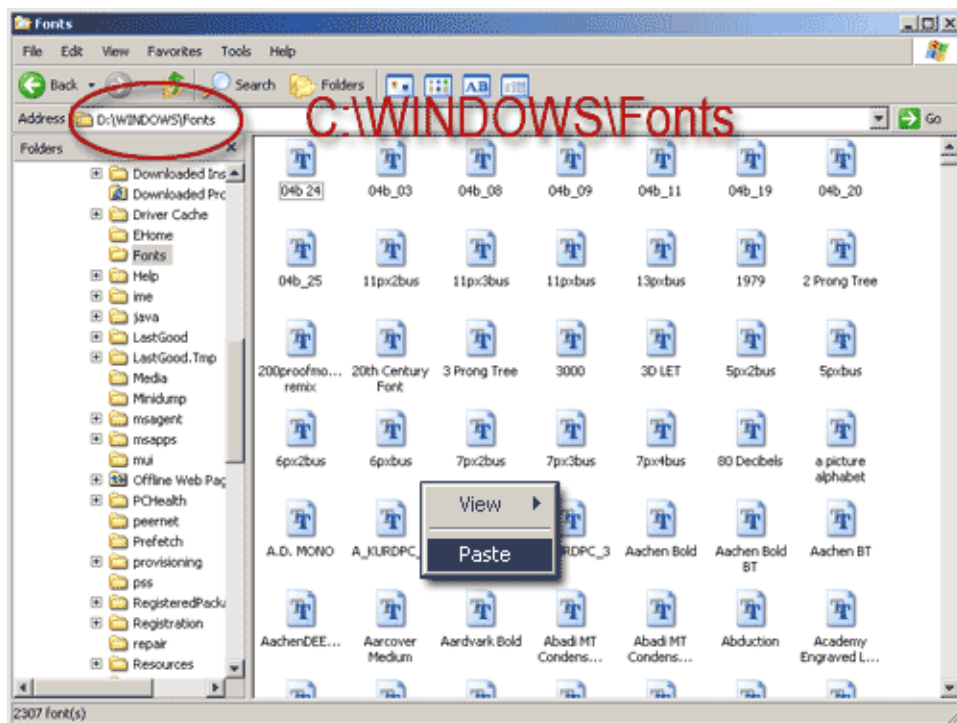 Fonts
File Edit View Favorites Tools Help
Back Search Folders
Address D:\WINDOWS\Fonts Go
C:\WINDOWS\Fonts
Folders
Downloaded Ins
Downloaded Prc
Driver Cache
EHome
Fonts
Help
ime
java
LastGood
LastGood.Tmp
Media
Minidump
msagent
msapps
mui
Offline Web Pag
PCHealth
peernet
Prefetch
provisioning
pss
RegisteredPack
Registration
repair
Resources
04b 24 04b_03 04b_08 04b_09 04b_11 04b_19 04b_20
04b_25 11px2bus 11px3bus 11pxbus 13pxbus 1979 2 Prong Tree
200proofmo... 20th Century 3 Prong Tree 3000 3D LET 5px2bus 5pxbus
remix Font
6px2bus 6pxbus 7px2bus 7px3bus 7px4bus 80 Decibels a picture
alphabet
View
Paste
A.D. MONO A_KURDPC_ RDPC_3 Aachen Bold Aachen Bold Aachen BT
BT
AachenDEE... Aarcover Aardvark Bold Abadi MT Abadi MT Abduction Academy
Medium Condens... Condens... Engraved L...
2307 font(s)